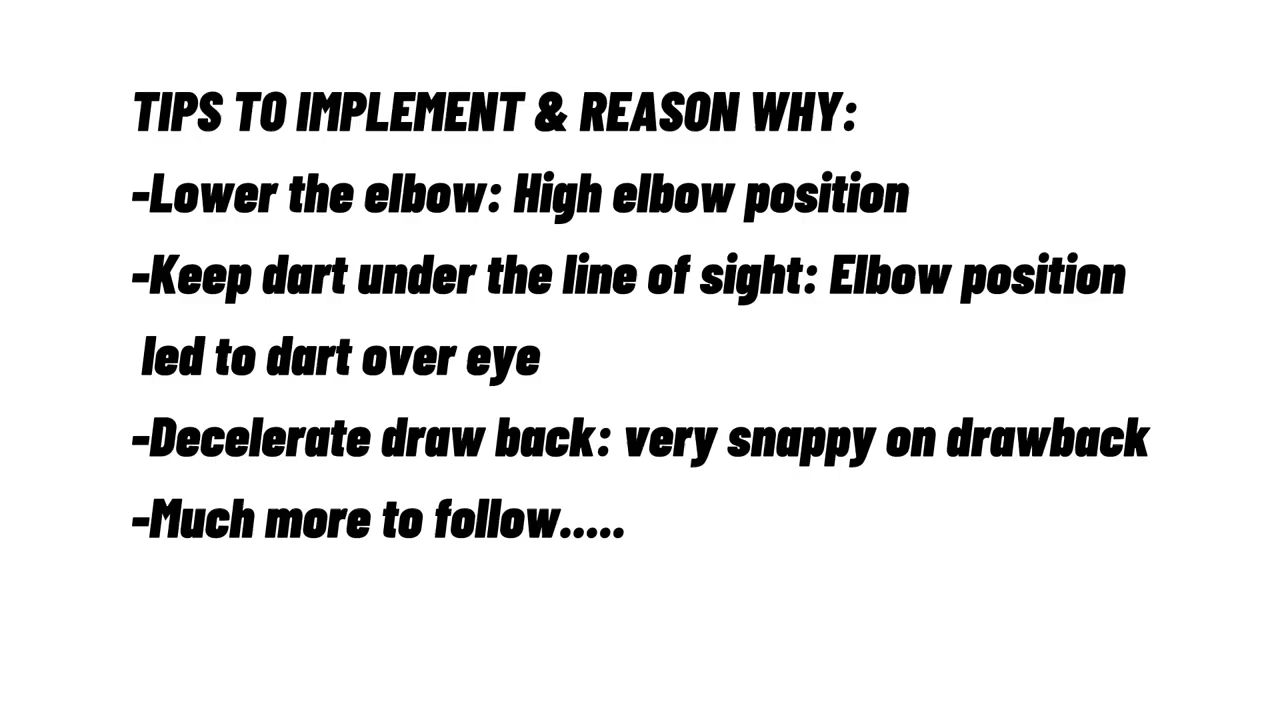 TIPS TO IMPLEMENT & REASON WHY:
-Lower the elbow: High elbow position
-Keep dart under the line of sight: Elbow position
led to dart over eye
-Decelerate draw back: very snappy on drawback
-Much more to follow.....